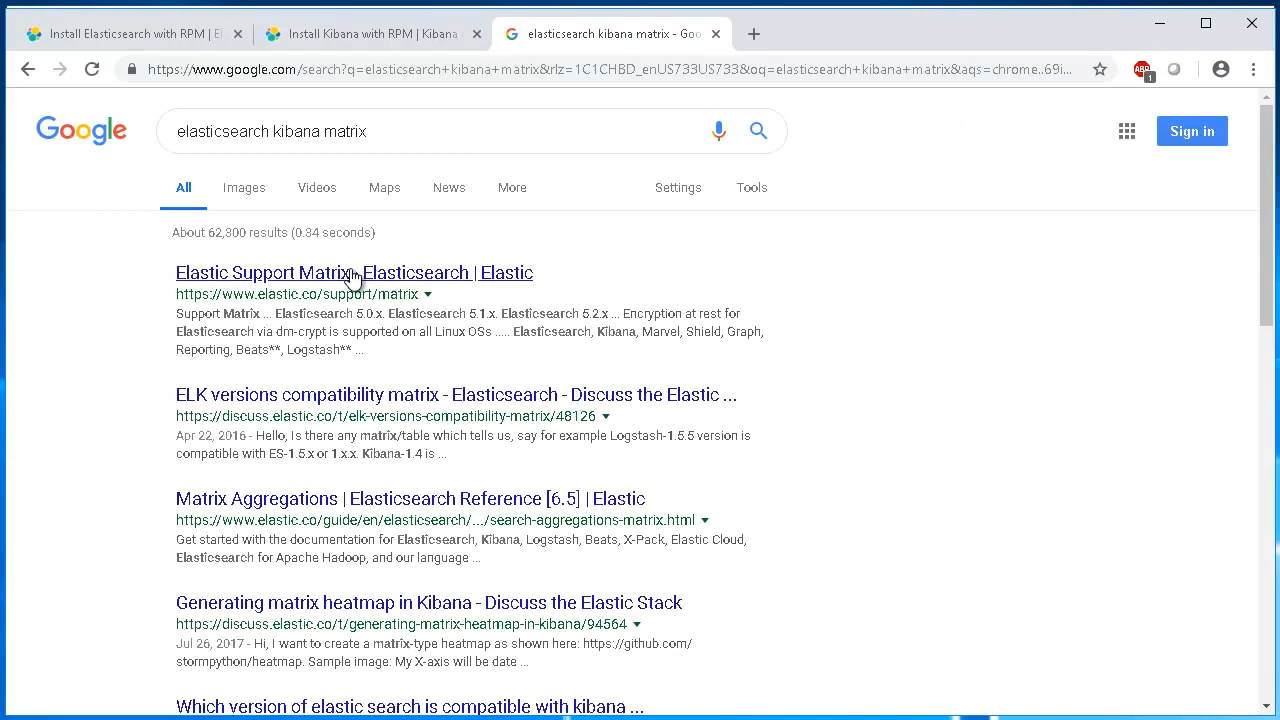 Install Elasticsearch with RPM | El
Install Kibana with RPM | Kibana
elasticsearch kibana matrix - Goo
https://www.google.com/search?q=elasticsearch+kibana+matrix&rlz=1C1CHBD_enUS733US733&oq=elasticsearch+kibana+matrix&aqs=chrome..69i...
ABP
1
Google
elasticsearch kibana matrix
Sign in
All
Images
Videos
Maps
News
More
Settings
Tools
About 62,300 results (0.34 seconds)
Elastic Support Matrix - Elasticsearch | Elastic
https://www.elastic.co/support/matrix
Support Matrix ... Elasticsearch 5.0.x. Elasticsearch 5.1.x. Elasticsearch 5.2.x ... Encryption at rest for
Elasticsearch via dm-crypt is supported on all Linux OSs ..... Elasticsearch, Kibana, Marvel, Shield, Graph,
Reporting, Beats**, Logstash** ...
ELK versions compatibility matrix - Elasticsearch - Discuss the Elastic ...
https://discuss.elastic.co/t/elk-versions-compatibility-matrix/48126
Apr 22, 2016 - Hello, Is there any matrix/table which tells us, say for example Logstash-1.5.5 version is
compatible with ES-1.5.x or 1.x.x. Kibana-1.4 is ...
Matrix Aggregations | Elasticsearch Reference [6.5] | Elastic
https://www.elastic.co/guide/en/elasticsearch/.../search-aggregations-matrix.html
Get started with the documentation for Elasticsearch, Kibana, Logstash, Beats, X-Pack, Elastic Cloud,
Elasticsearch for Apache Hadoop, and our language ...
Generating matrix heatmap in Kibana - Discuss the Elastic Stack
https://discuss.elastic.co/t/generating-matrix-heatmap-in-kibana/94564
Jul 26, 2017 - Hi, I want to create a matrix-type heatmap as shown here: https://github.com/
stormpython/heatmap. Sample image: My X-axis will be date ...
Which version of elastic search is compatible with kibana ...